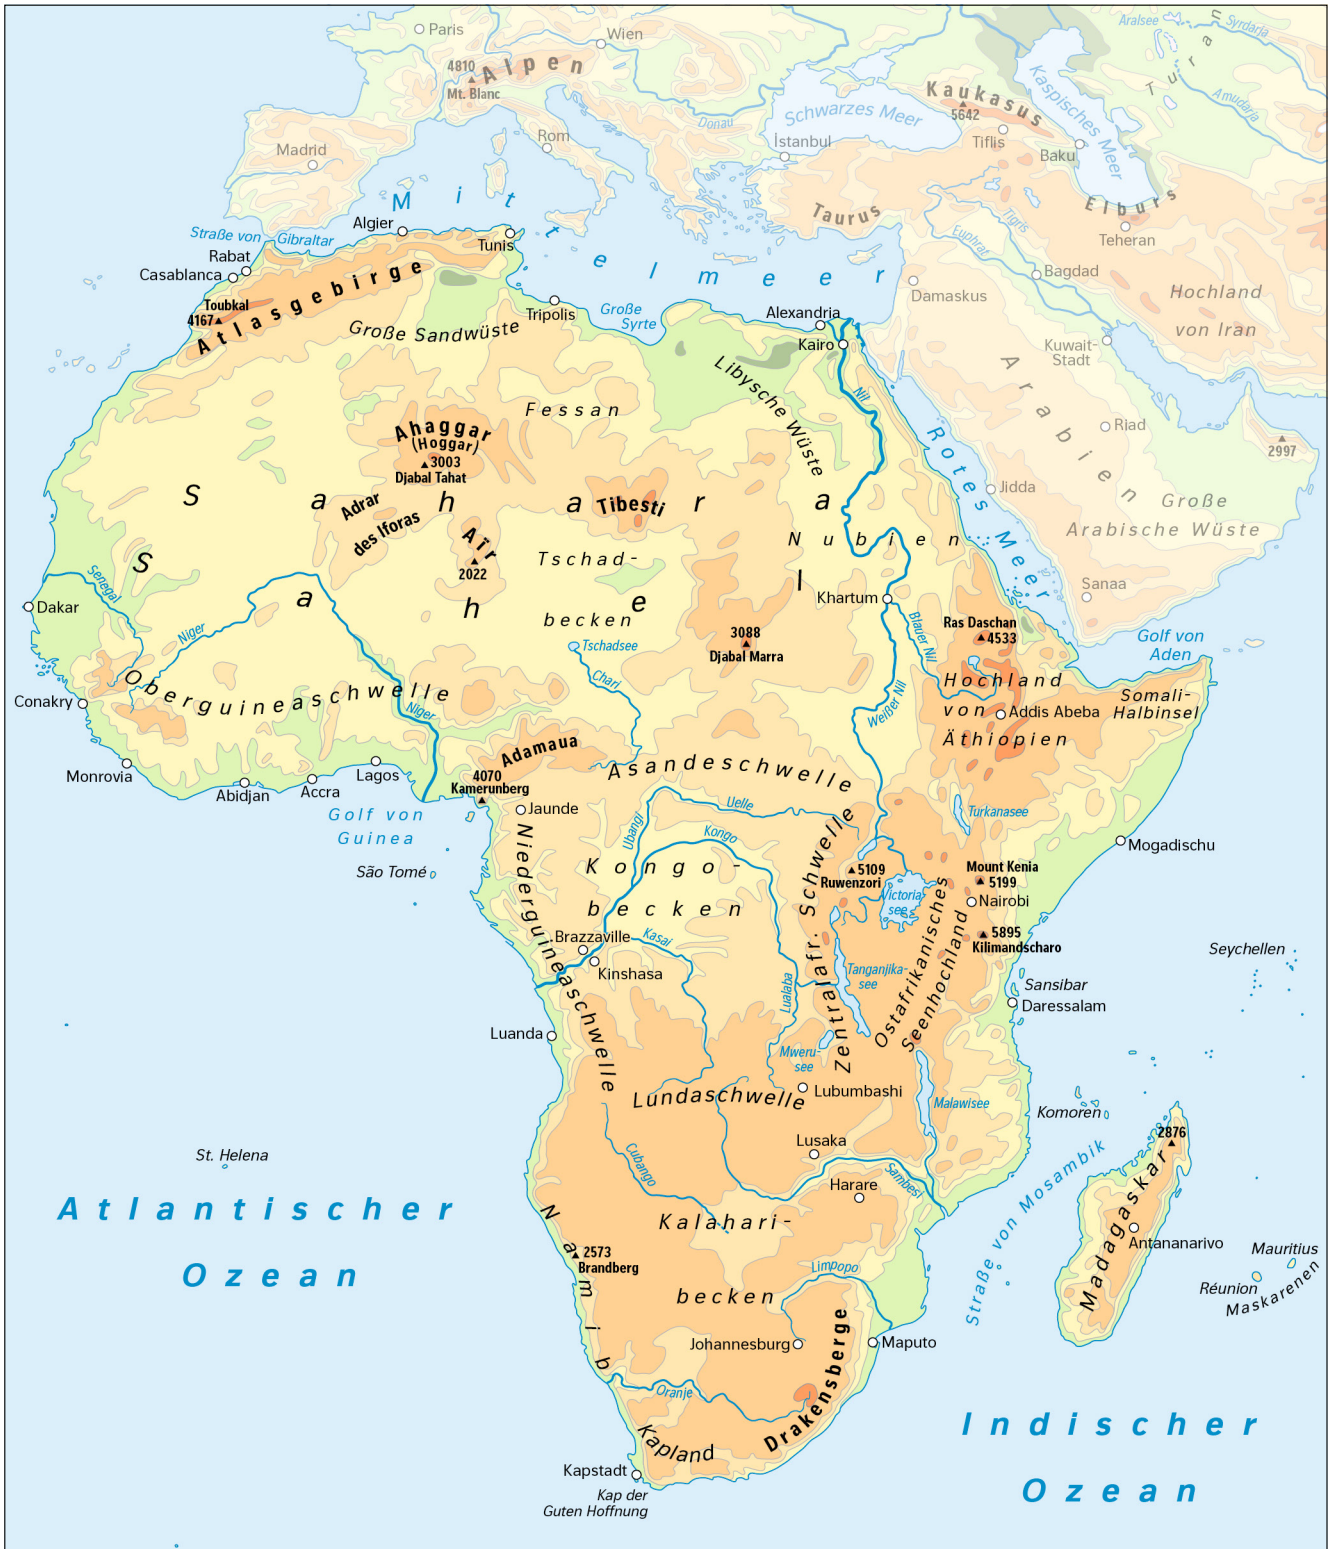 Paris
Wien
Aralsee
Syrdarja
Turan
Amudarja
4810
Mt. Blanc
Alpen
Kaukasus
5642
Kaspisches Meer
Schwarzes Meer
Donau
Rom
Madrid
İstanbul
Tiflis
Baku
Taurus
Elburs
Teheran
Tigris
Euphrat
Bagdad
Damaskus
Hochland
von Iran
Kuwait-
Stadt
Mittelmeer
Algier
Tunis
Straße von Gibraltar
Rabat
Casablanca
Toubkal
4167
Atlasgebirge
Große Sandwüste
Tripolis
Große
Syrte
Alexandria
Kairo
Libysche Wüste
Nil
Fessan
Ahaggar
(Hoggar)
3003
Djabal Tahat
Arabien
Riad
2997
Rotes Meer
Jidda
Große
Arabische Wüste
Sanaa
Sahara
Adrar
des Iforas
Tibesti
Aïr
2022
Nubien
Tschad-
becken
Sahel
Senegal
Dakar
Niger
Khartum
Blauer Nil
Ras Daschan
4533
3088
Djabal Marra
Tschadsee
Chari
Golf von
Aden
Hochland
von
Äthiopien
Addis Abeba
Somali-
Halbinsel
Weißer Nil
Conakry
Oberguineaschwelle
Niger
Monrovia
Abidjan
Accra
Lagos
Adamaua
4070
Kamerunberg
Asandeschwelle
Golf von
Guinea
São Tomé
Jaunde
Ubangi
Uelle
Kongo
Kongo-
becken
Niederguineaschwelle
Zentralafr. Schwelle
Turkanasee
Mogadischu
5109
Ruwenzori
Mount Kenia
5199
Nairobi
Victoria-
see
5895
Kilimandscharo
Ostafrikanisches
Seenhochland
Brazzaville
Kinshasa
Kasai
Lualaba
Tanganjika-
see
Seychellen
Sansibar
Daressalam
Luanda
Mweru-
see
Lundaschwelle
Lubumbashi
Malawisee
Komoren
2876
Madagaskar
Antananarivo
Straße von Mosambik
St. Helena
Lusaka
Cubango
Sambesi
Harare
Atlantischer
Ozean
Namib
2573
Brandberg
Kalahari-
becken
Limpopo
Mauritius
Réunion
Maskarenen
Johannesburg
Maputo
Oranje
Drakensberge
Kapland
Kapstadt
Kap der
Guten Hoffnung
Indischer
Ozean